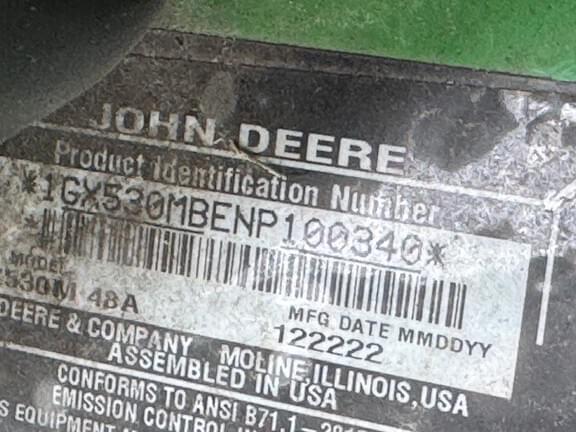 JOHN DEERE
Product Identification Number
*1GX530MBENP100340*
MODEL
530M 48A
MFG DATE MMDDYY
122222
DEERE & COMPANY MOLINE ILLINOIS, USA
ASSEMBLED IN USA
CONFORMS TO ANSI B71.1-
EMISSION CONTROL
EQUIPMENT